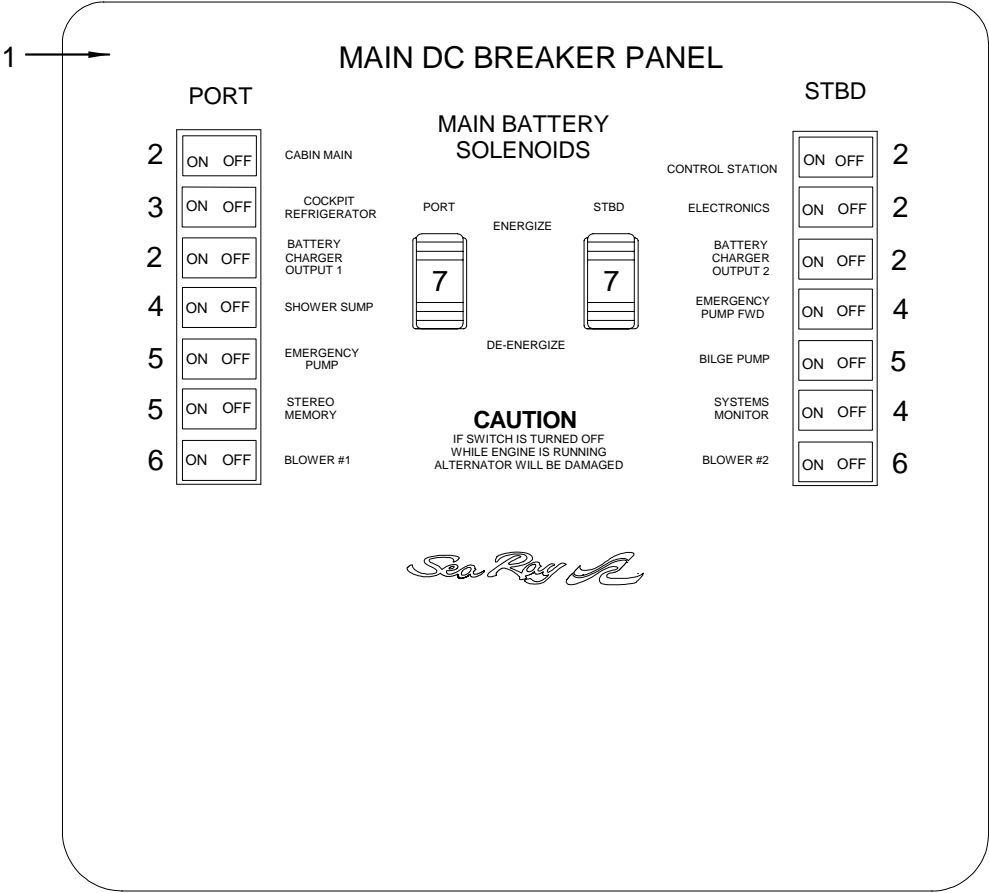 1
MAIN DC BREAKER PANEL
PORT
STBD
MAIN BATTERY
SOLENOIDS
2 ON OFF CABIN MAIN
3 ON OFF COCKPIT
REFRIGERATOR
2 ON OFF BATTERY
CHARGER
OUTPUT 1
4 ON OFF SHOWER SUMP
5 ON OFF EMERGENCY
PUMP
5 ON OFF STEREO
MEMORY
6 ON OFF BLOWER #1
PORT
STBD
ENERGIZE
7
7
DE-ENERGIZE
CAUTION
IF SWITCH IS TURNED OFF
WHILE ENGINE IS RUNNING
ALTERNATOR WILL BE DAMAGED
CONTROL STATION ON OFF 2
ELECTRONICS ON OFF 2
BATTERY
CHARGER
OUTPUT 2 ON OFF 2
EMERGENCY
PUMP FWD ON OFF 4
BILGE PUMP ON OFF 5
SYSTEMS
MONITOR ON OFF 4
BLOWER #2 ON OFF 6
Sea Ray